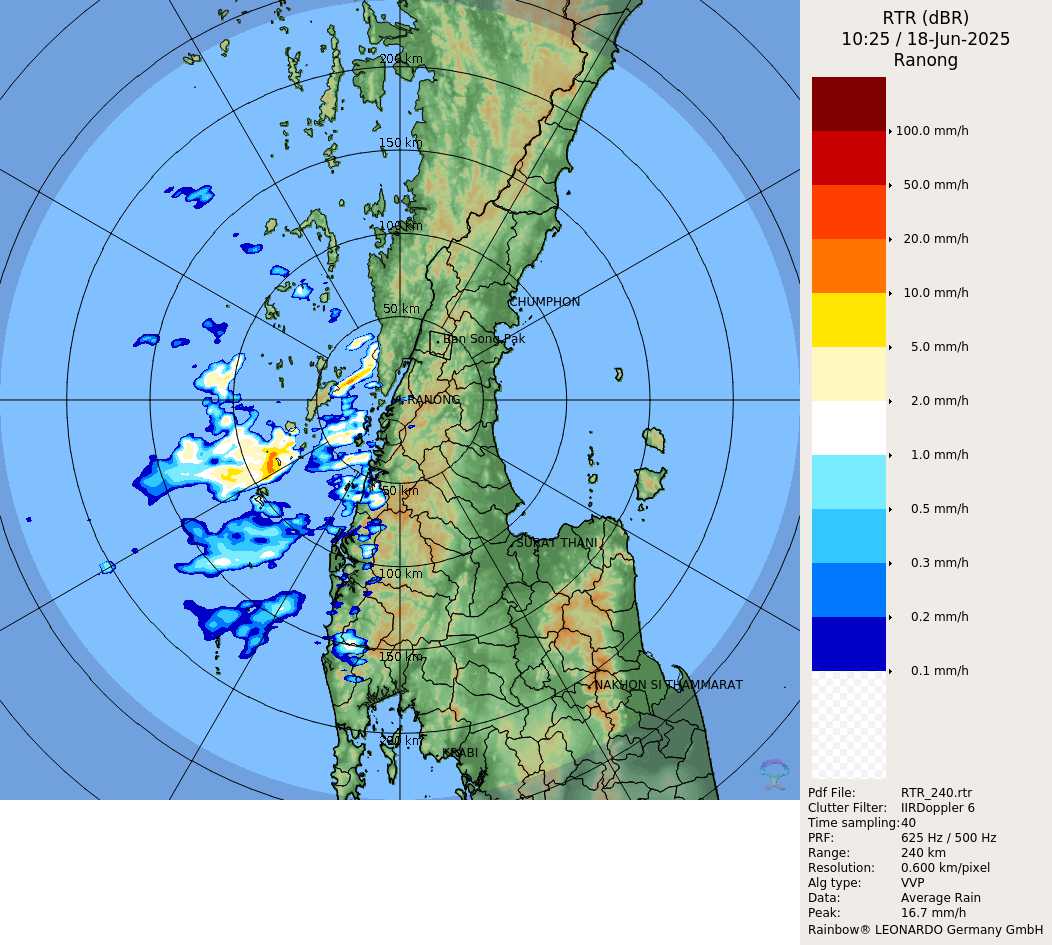 RTR (dBR)
10:25 / 18-Jun-2025
Ranong
200 km
150 km
100 km
50 km
CHUMPHON
Ban Song Pak
RANONG
50 km
SURAT THANI
100 km
150 km
NAKHON SI THAMMARAT
200 km
KRABI
100.0 mm/h
50.0 mm/h
20.0 mm/h
10.0 mm/h
5.0 mm/h
2.0 mm/h
1.0 mm/h
0.5 mm/h
0.3 mm/h
0.2 mm/h
0.1 mm/h
Pdf File: RTR_240.rtr
Clutter Filter: IIRDoppler 6
Time sampling: 40
PRF: 625 Hz / 500 Hz
Range: 240 km
Resolution: 0.600 km/pixel
Alg type: VVP
Data: Average Rain
Peak: 16.7 mm/h
Rainbow® LEONARDO Germany GmbH